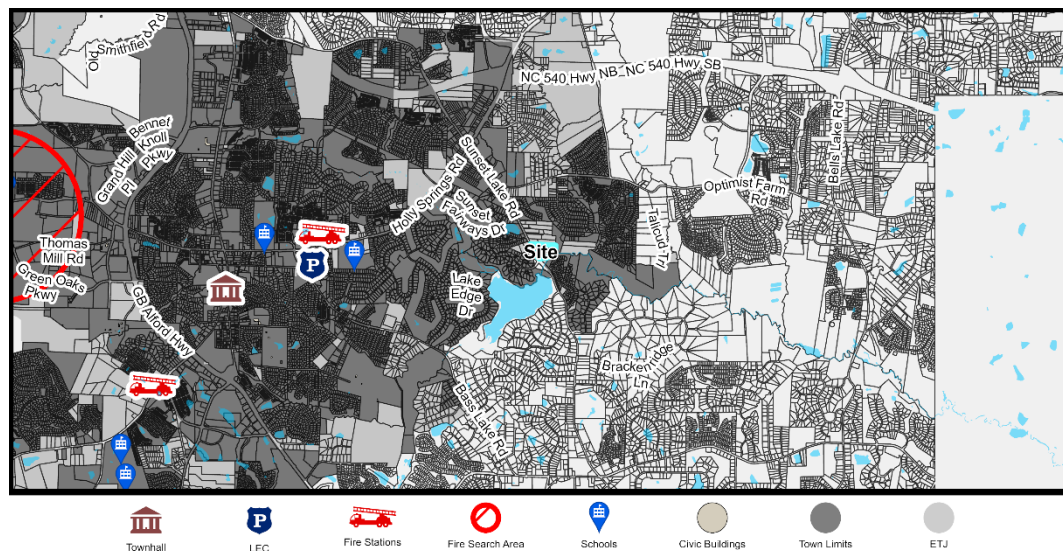 Old
Smithfield Rd
NC 540 Hwy NB_NC 540 Hwy SB
Bennet
Knoll
Pkwy
Grand Hill
Pl
Sunset Lake Rd
Holly Springs Rd
Sunset
Fairways Dr
Bells Lake Rd
Optimist Farm
Rd
Tailcud Trl
Thomas
Mill Rd
Green Oaks
Pkwy
P
Site
GB Alford Hwy
Lake
Edge
Dr
Brackenridge
Ln
Bass Lake Rd
P
Townhall
LEC
Fire Stations
Fire Search Area
Schools
Civic Buildings
Town Limits
ETJ